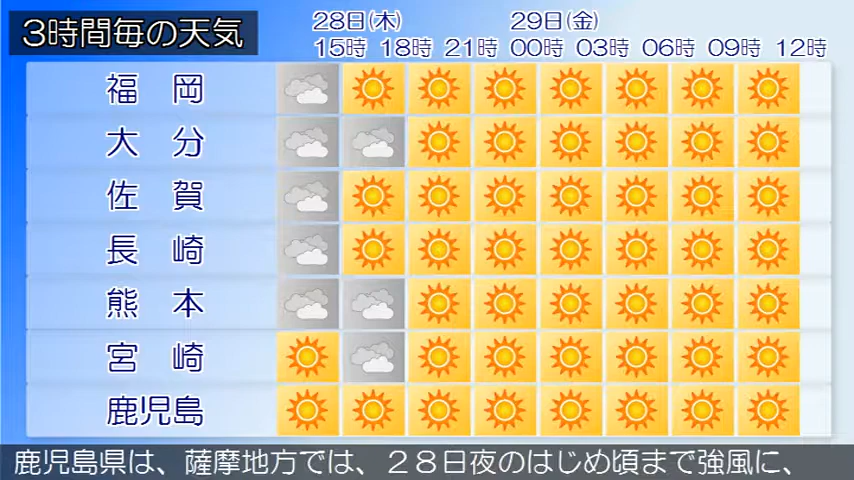 3時間毎の天気
28日(木) 29日(金)
15時 18時 21時 00時 03時 06時 09時 12時
福岡
大分
佐賀
長崎
熊本
宮崎
鹿児島
鹿児島県は、薩摩地方では、２８日夜のはじめ頃まで強風に、